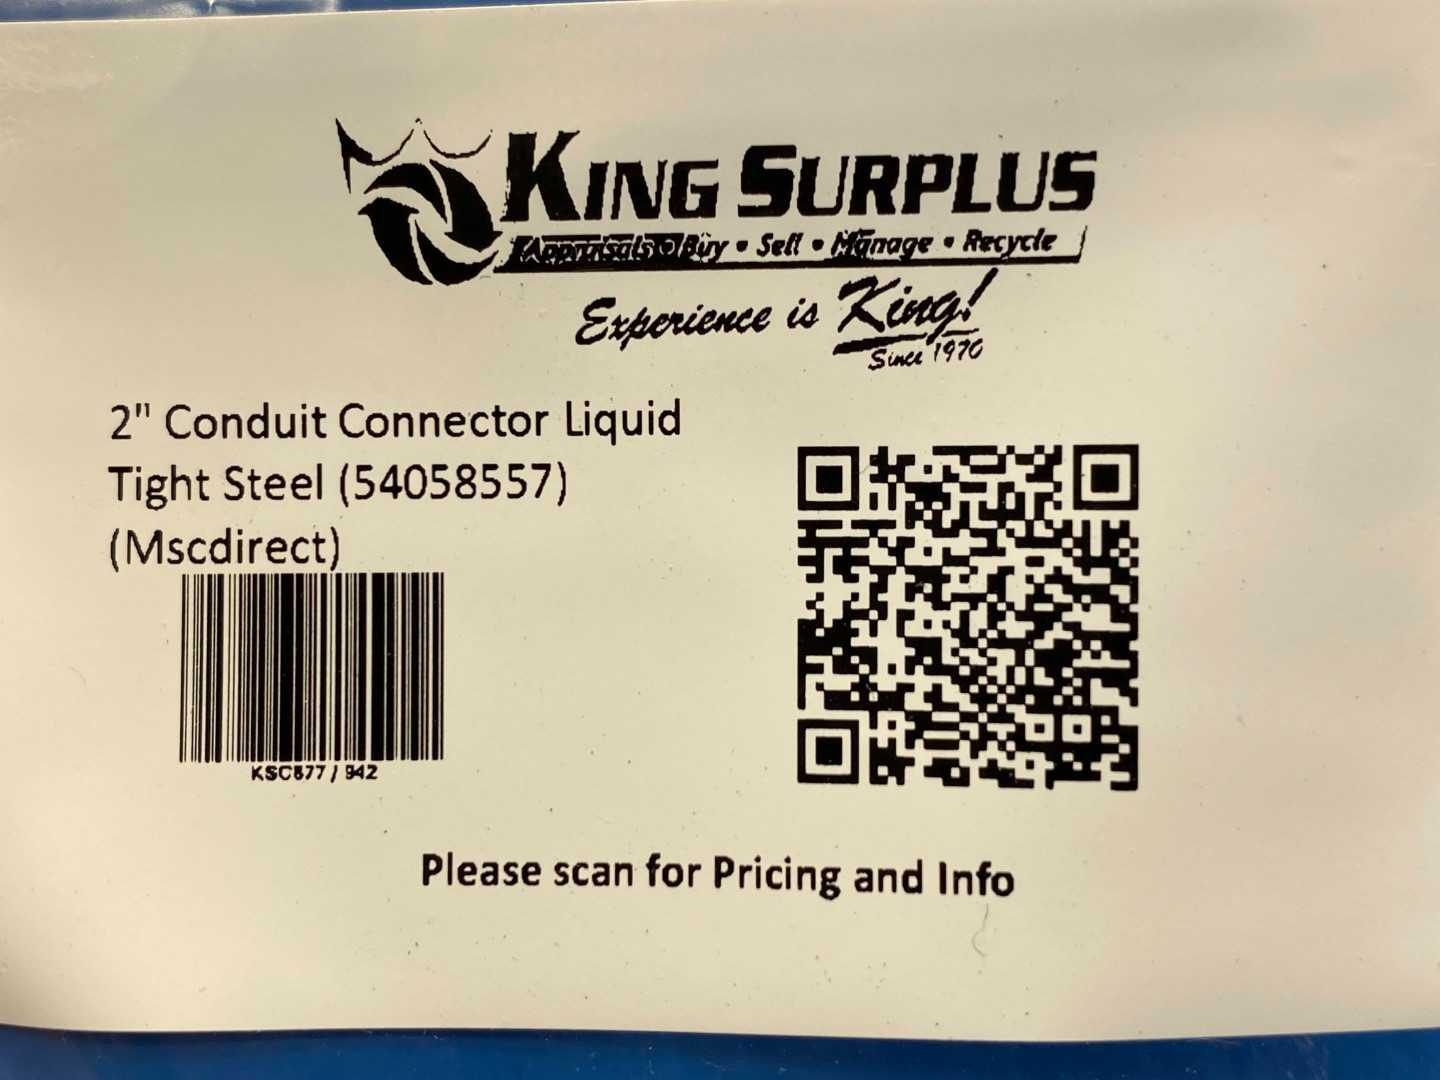 KING SURPLUS
Appraisals • Buy • Sell • Manage • Recycle
Experience is King!
Since 1970
2" Conduit Connector Liquid
Tight Steel (54058557)
(Mscdirect)
KSC677 / 942
Please scan for Pricing and Info